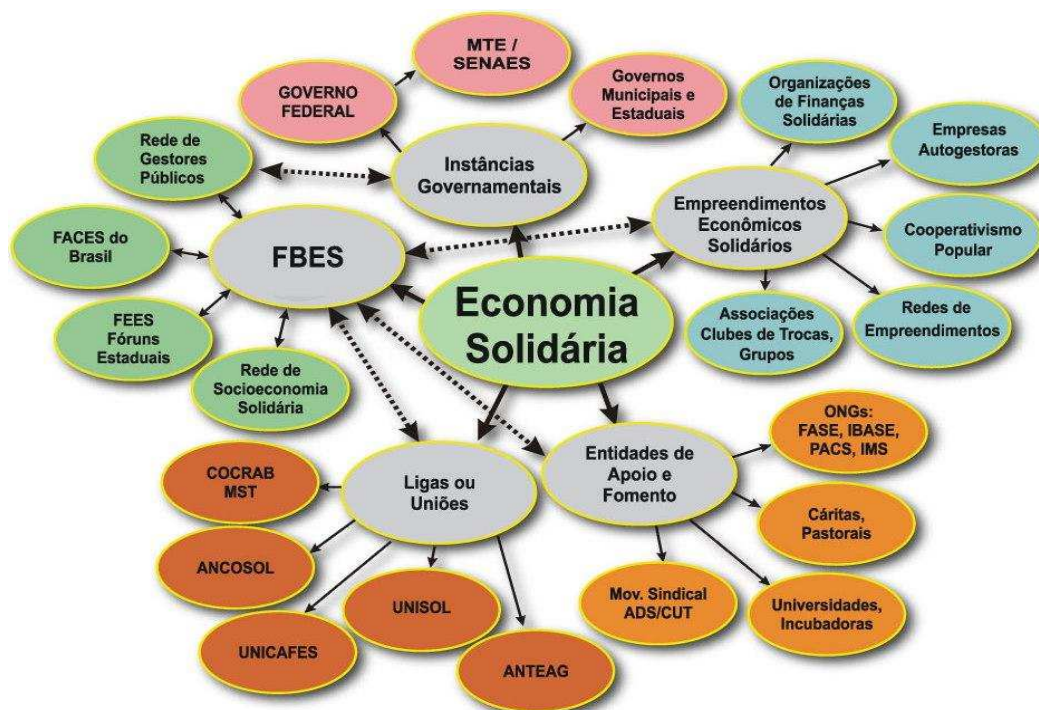 MTE /
SENAES
GOVERNO
FEDERAL
Governos
Municipais e
Estaduais
Organizações
de Finanças
Solidárias
Empresas
Autogestoras
Rede de
Gestores
Públicos
Instâncias
Governamentais
Empreendimentos
Econômicos
Solidários
Cooperativismo
Popular
FACES do
Brasil
FBES
Economia
Solidária
FEES
Fóruns
Estaduais
Rede de
Socioeconomia
Solidária
Associações
Clubes de Trocas,
Grupos
Redes de
Empreendimentos
ONGs:
FASE, IBASE,
PACS, IMS
Entidades de
Apoio e
Fomento
Ligas ou
Uniões
COCRAB
MST
Cáritas,
Pastorais
ANCOSOL
UNISOL
Mov. Sindical
ADS/CUT
Universidades,
Incubadoras
UNICAFES
ANTEAG